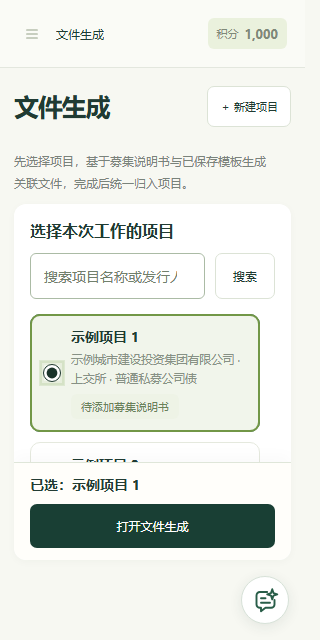 文件生成
积分 1,000
文件生成
+ 新建项目
先选择项目，基于募集说明书与已保存模板生成
关联文件，完成后统一归入项目。
选择本次工作的项目
搜索项目名称或发行人
搜索
示例项目 1
示例城市建设投资集团有限公司 ·
上交所 · 普通私募公司债
待添加募集说明书
已选：示例项目 1
打开文件生成